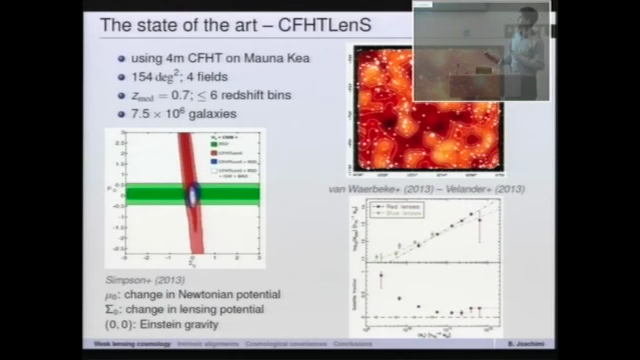 The state of the art – CFHTLenS
using 4m CFHT on Mauna Kea
154 deg²; 4 fields
z_med = 0.7; ≤ 6 redshift bins
7.5 × 10⁶ galaxies
van Waerbeke+ (2013) – Velander+ (2013)
Red lenses
Blue lenses
Simpson+ (2013)
μ₀: change in Newtonian potential
Σ₀: change in lensing potential
(0, 0): Einstein gravity
Weak lensing cosmology
Intrinsic alignments
Cosmological covariances
Conclusions
B. Joachimi